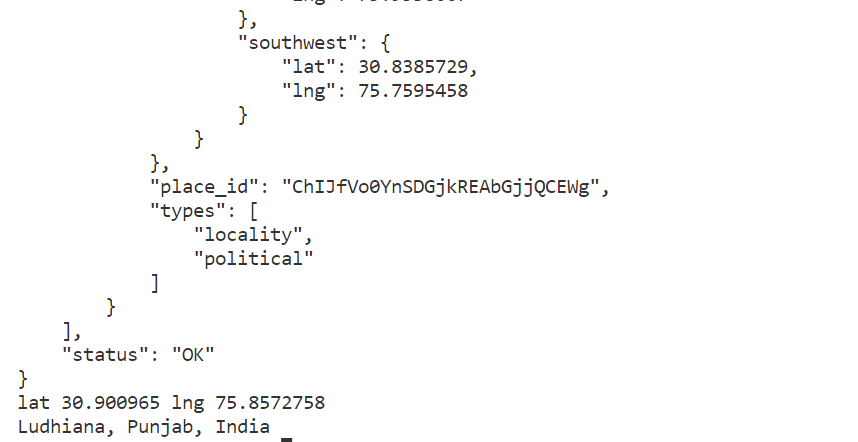 },
"southwest": {
"lat": 30.8385729,
"lng": 75.7595458
}
}
},
"place_id": "ChIJfVo0YnSDGjkREAbGjjQCEWg",
"types": [
"locality",
"political"
]
}
],
"status": "OK"
}
lat 30.900965 lng 75.8572758
Ludhiana, Punjab, India